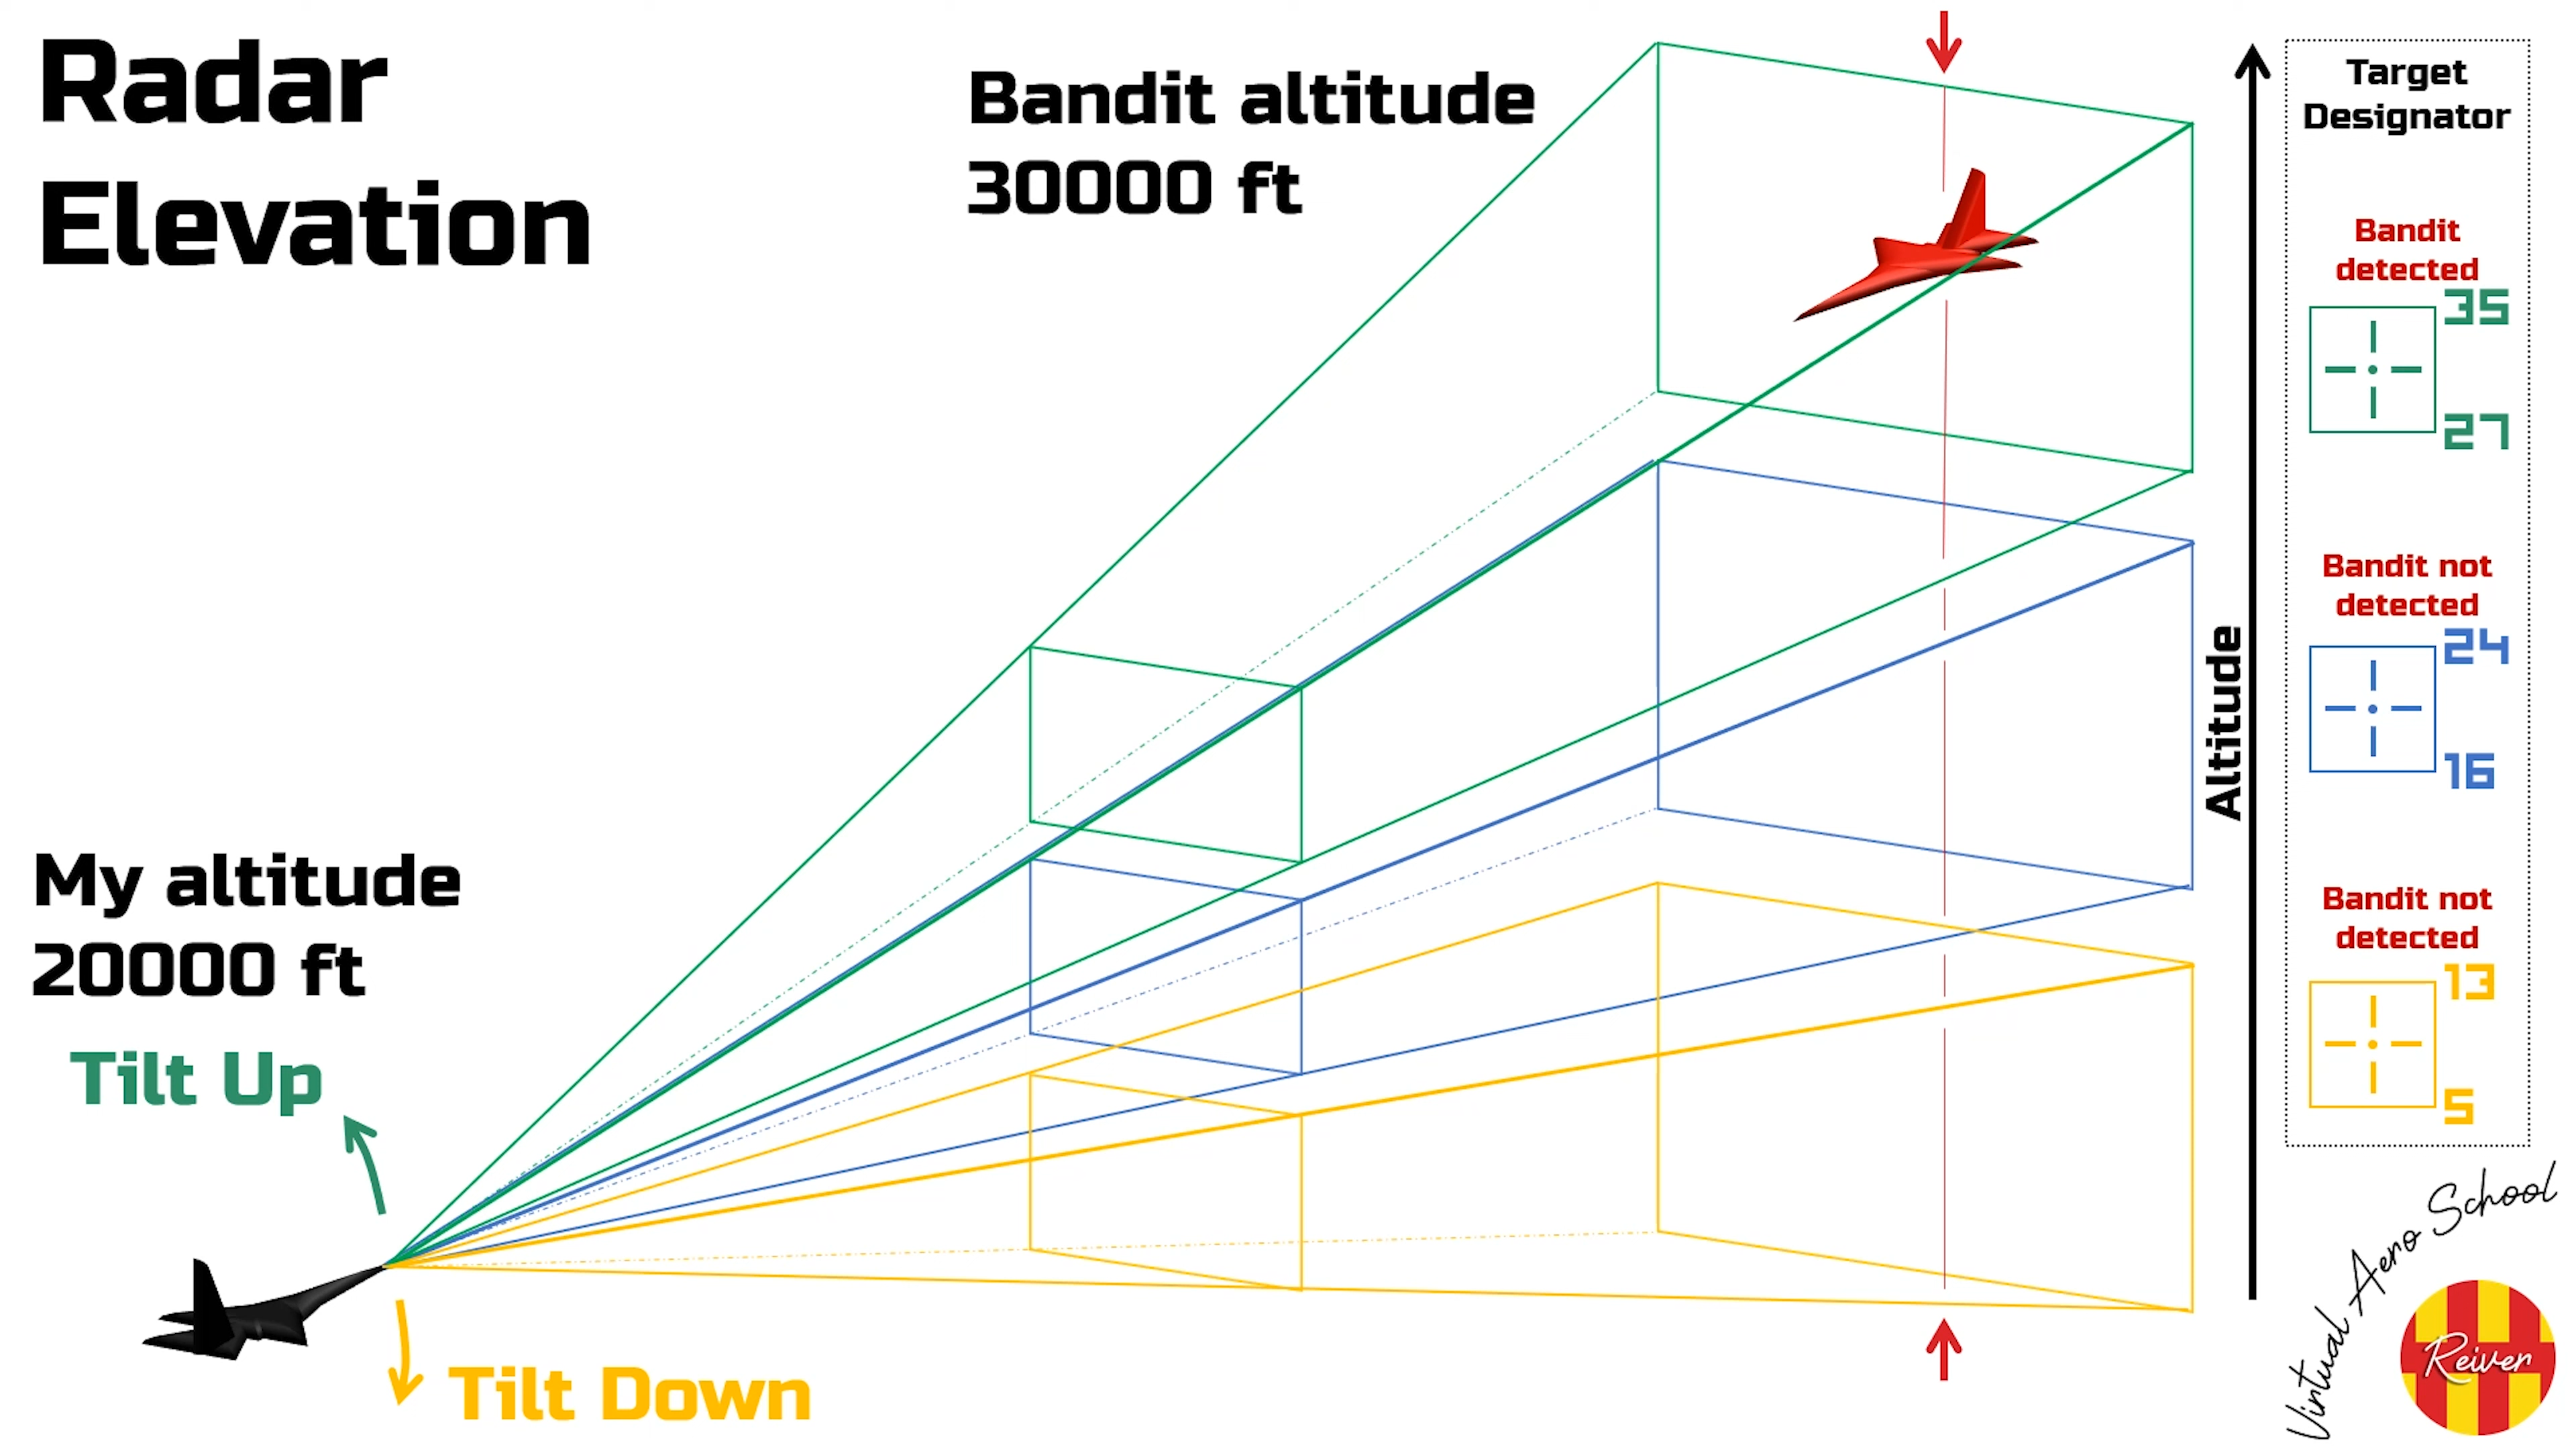 Radar
Elevation
Bandit altitude
30000 ft
My altitude
20000 ft
Tilt Up
Tilt Down
Altitude
Target
Designator
Bandit
detected
35
27
Bandit not
detected
24
16
Bandit not
detected
13
5
Virtual Aero School
Reiver